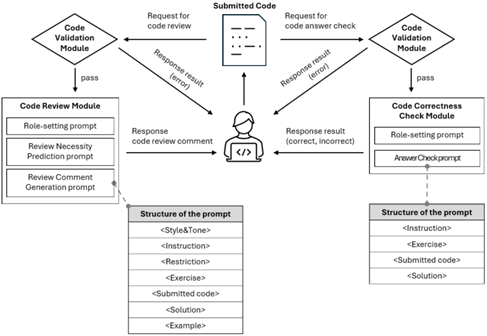 Submitted Code
Request for
code review
Request for
code answer check
Code
Validation
Module
Code
Validation
Module
Response result
(error)
Response result
(error)
pass
pass
Code Review Module
Role-setting prompt
Review Necessity
Prediction prompt
Review Comment
Generation prompt
Response
code review comment
</>
Response result
(correct, incorrect)
Code Correctness
Check Module
Role-setting prompt
Answer Check prompt
Structure of the prompt
<Style&Tone>
<Instruction>
<Restriction>
<Exercise>
<Submitted code>
<Solution>
<Example>
Structure of the prompt
<Instruction>
<Exercise>
<Submitted code>
<Solution>